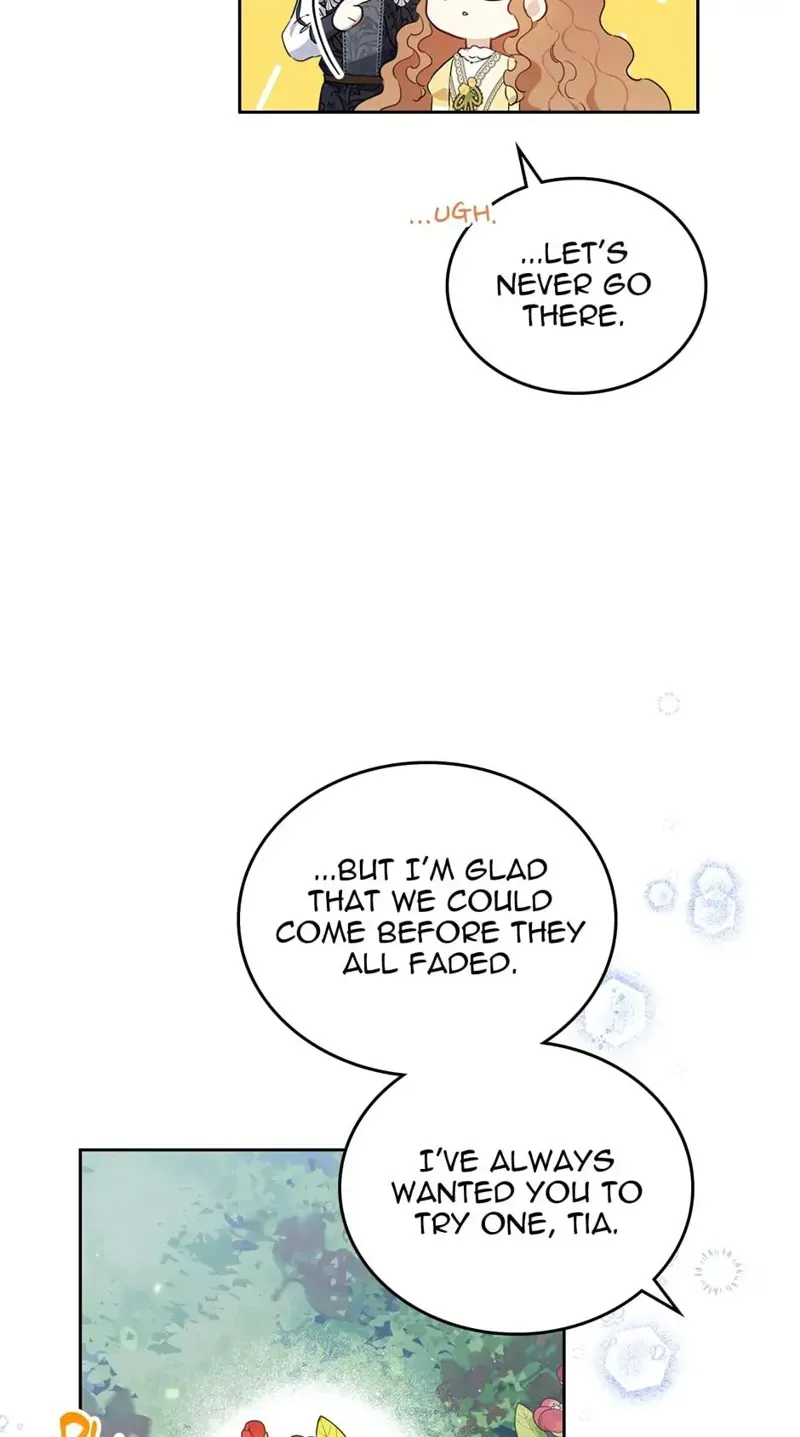 ...UGH.
...LET'S
NEVER GO
THERE.
...BUT I'M GLAD
THAT WE COULD
COME BEFORE THEY
ALL FADED.
I'VE ALWAYS
WANTED YOU TO
TRY ONE, TIA.